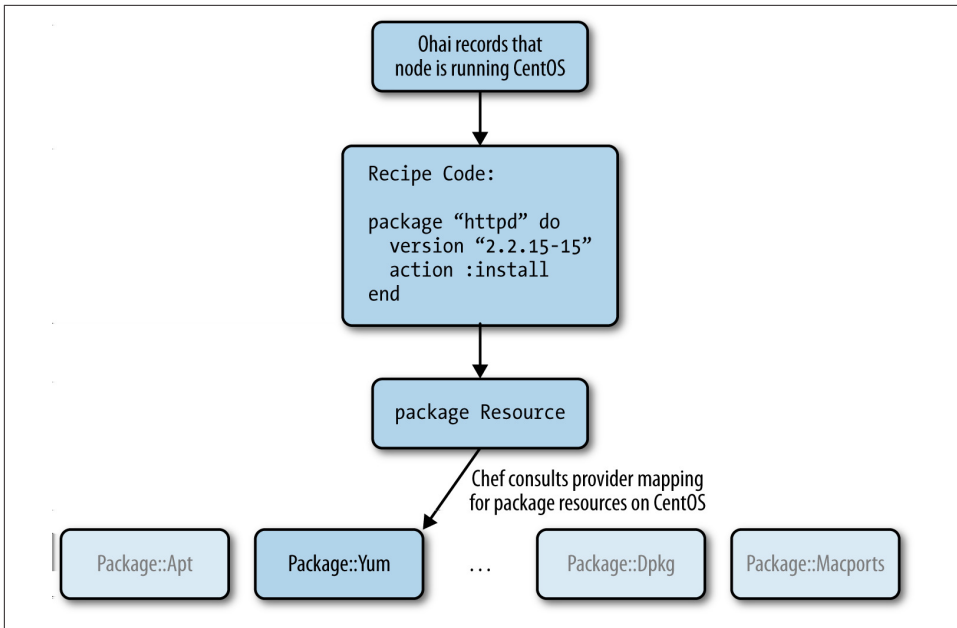 Ohai records that
node is running CentOS
Recipe Code:
package “httpd” do
  version “2.2.15-15”
  action :install
end
package Resource
Chef consults provider mapping
for package resources on CentOS
Package::Apt
Package::Yum
...
Package::Dpkg
Package::Macports